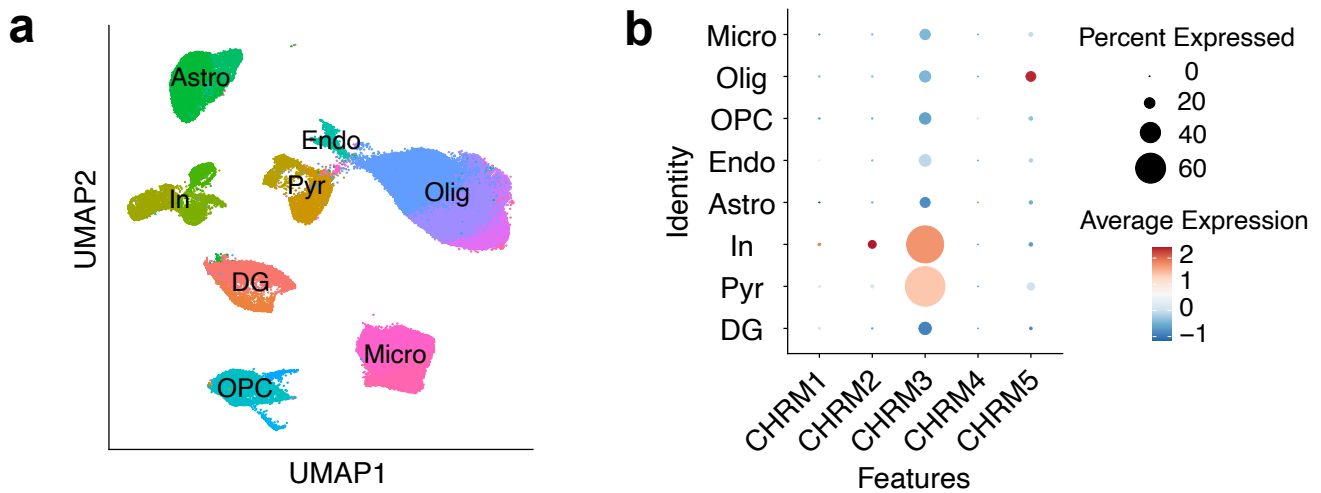 a
Astro
Endo
Pyr
In
Olig
DG
Micro
OPC
UMAP2
UMAP1
b
Micro
Olig
OPC
Endo
Astro
In
Pyr
DG
Identity
CHRM1
CHRM2
CHRM3
CHRM4
CHRM5
Features
Percent Expressed
0
20
40
60
Average Expression
2
1
0
−1